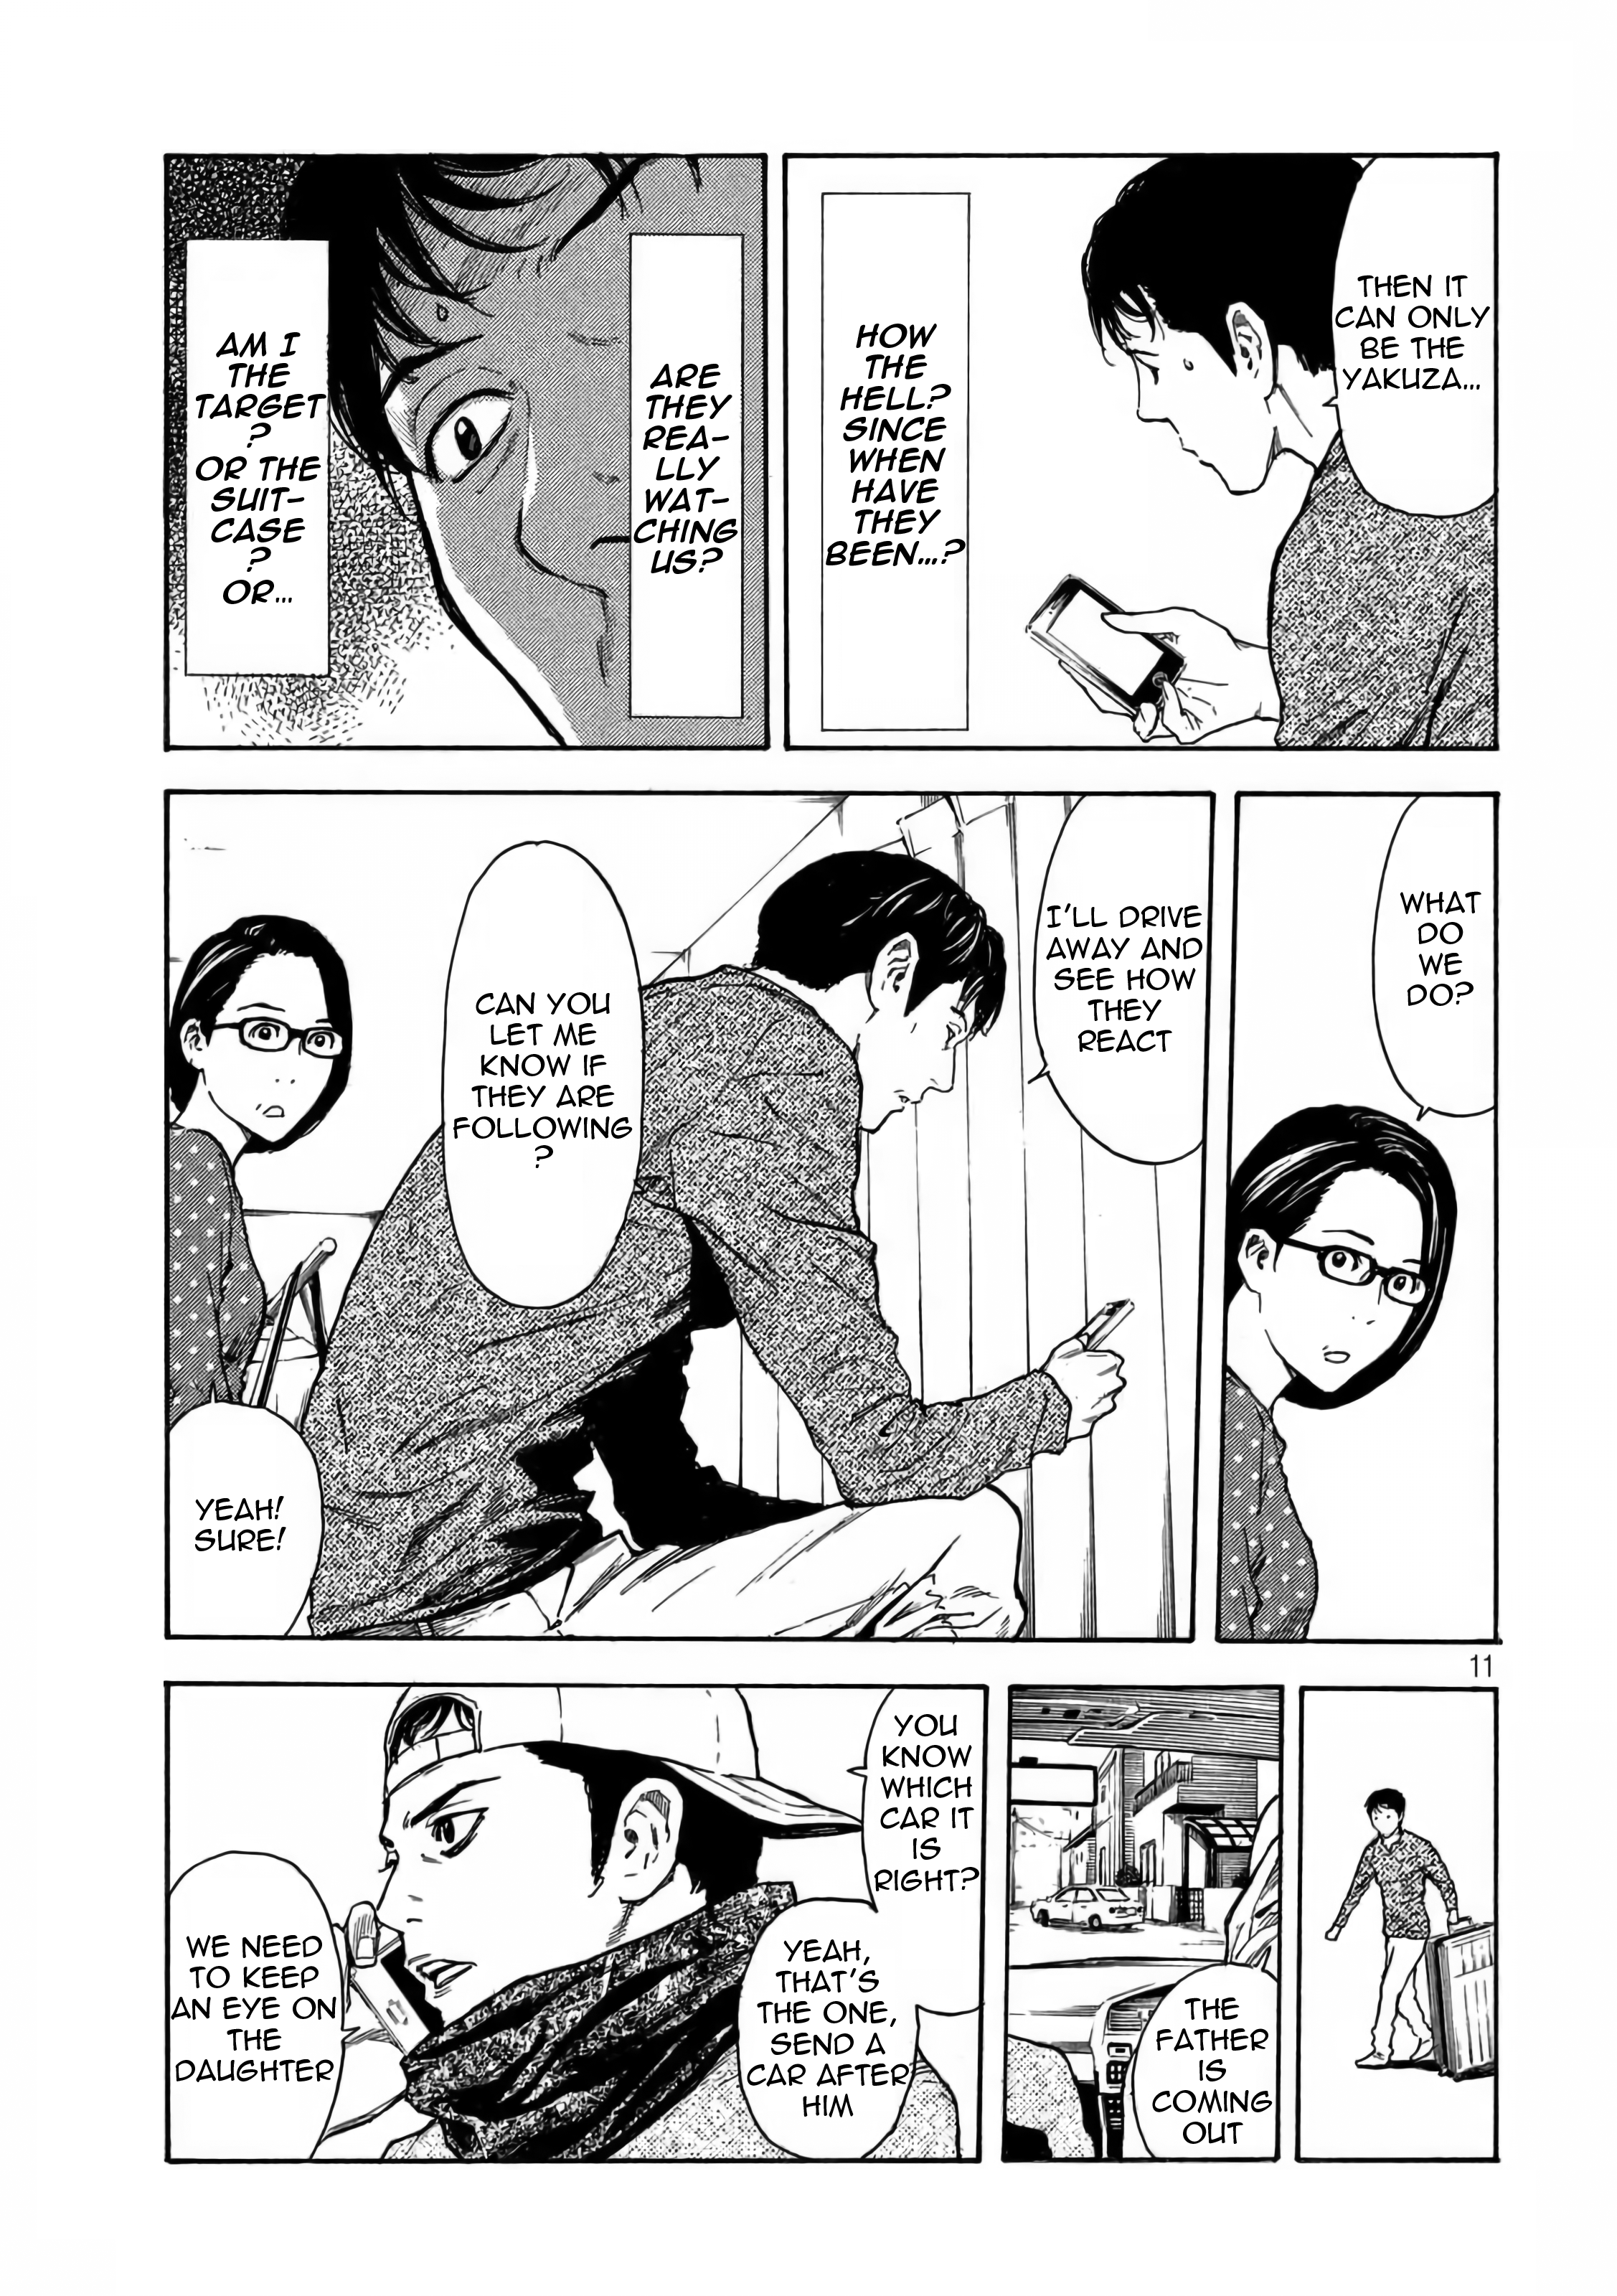 THEN IT
CAN ONLY
BE THE
YAKUZA...
HOW
THE
HELL?
SINCE
WHEN
HAVE
THEY
BEEN...?
ARE
THEY
REA-
LLY
WAT-
CHING
US?
AM I
THE
TARGET
?
OR THE
SUIT-
CASE
?
OR...
WHAT
DO
WE
DO?
I'LL DRIVE
AWAY AND
SEE HOW
THEY
REACT
CAN YOU
LET ME
KNOW IF
THEY ARE
FOLLOWING
?
YEAH!
SURE!
11
THE
FATHER
IS
COMING
OUT
YOU
KNOW
WHICH
CAR IT
IS
RIGHT?
YEAH,
THAT'S
THE ONE,
SEND A
CAR AFTER
HIM
WE NEED
TO KEEP
AN EYE ON
THE
DAUGHTER